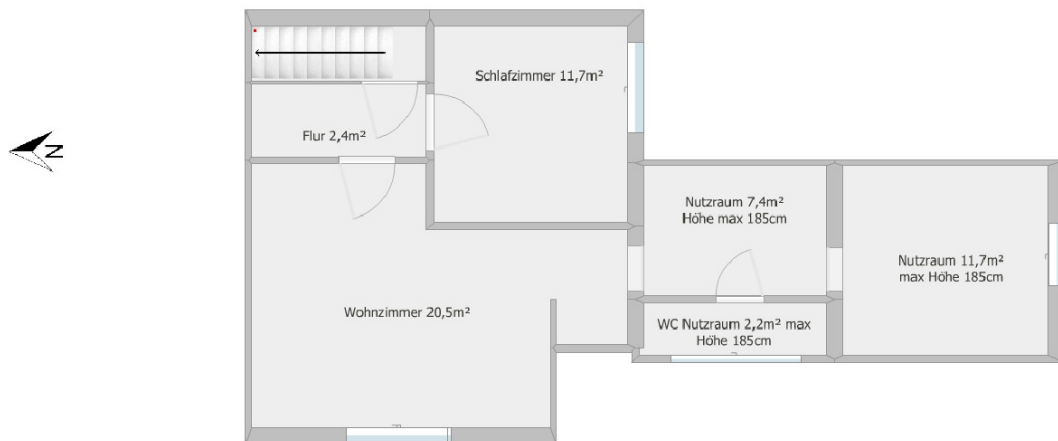 Schlafzimmer 11,7m²
Flur 2,4m²
N
Nutzraum 7,4m²
Höhe max 185cm
Nutzraum 11,7m²
max Höhe 185cm
Wohnzimmer 20,5m²
WC Nutzraum 2,2m² max
Höhe 185cm